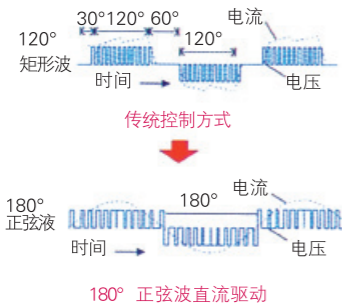 30°120° 60°
电流
120°
矩形波
120°
时间
电压
传统控制方式
180°
正弦液
180°
电流
时间
电压
180° 正弦波直流驱动